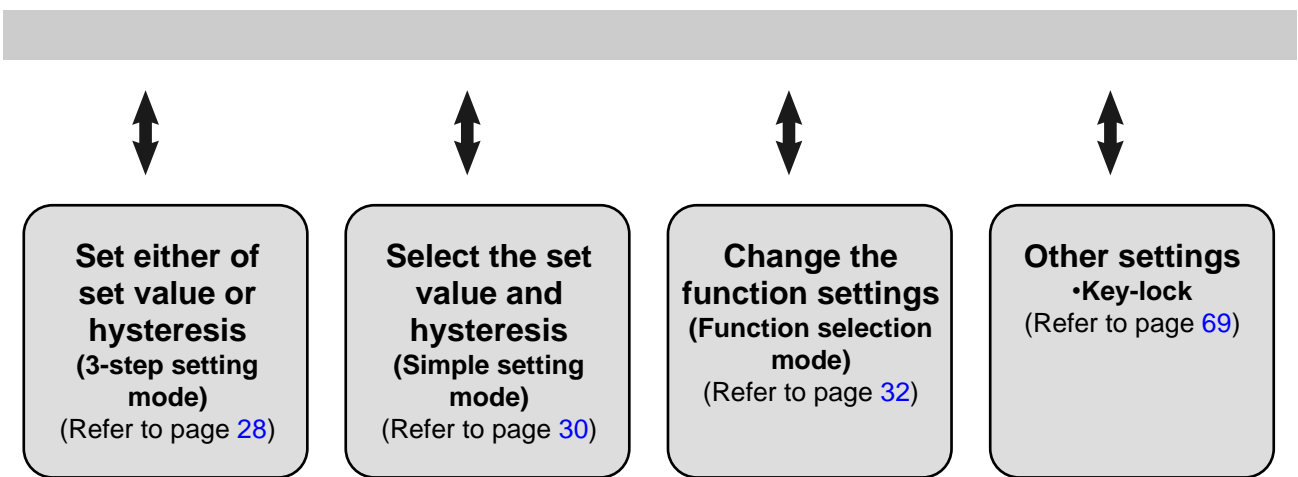 Set either of
set value or
hysteresis
(3-step setting
mode)
(Refer to page 28)
Select the set
value and
hysteresis
(Simple setting
mode)
(Refer to page 30)
Change the
function settings
(Function selection
mode)
(Refer to page 32)
Other settings
•Key-lock
(Refer to page 69)